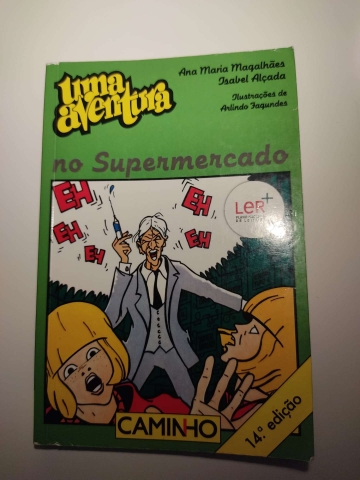 uma
aventura
Ana Maria Magalhães
Isabel Alçada
Ilustrações de
Arlindo Fagundes
no Supermercado
EH
EH
EH
EH
EH
LER+
CAMINHO
14.ª edição